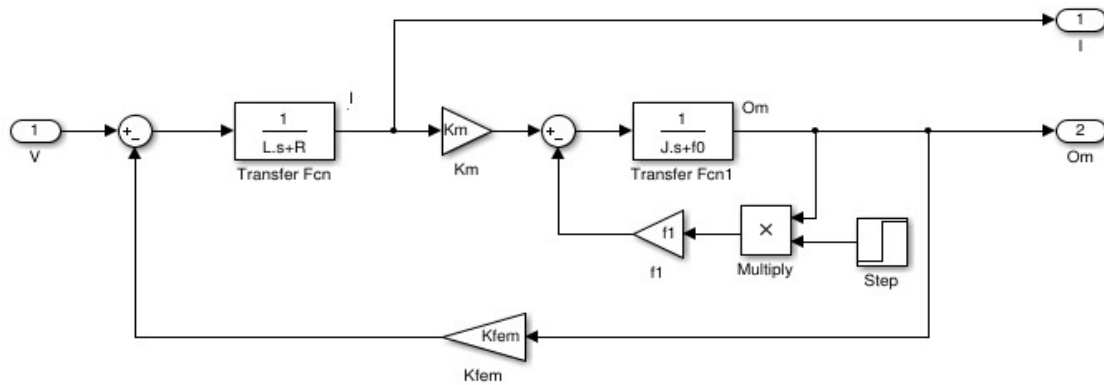 1
I
1
V
+
-
1
L.s+R
Transfer Fcn
.I
Km
Km
+
-
1
J.s+f0
Transfer Fcn1
Om
2
Om
f1
f1
×
Multiply
Step
Kfem
Kfem